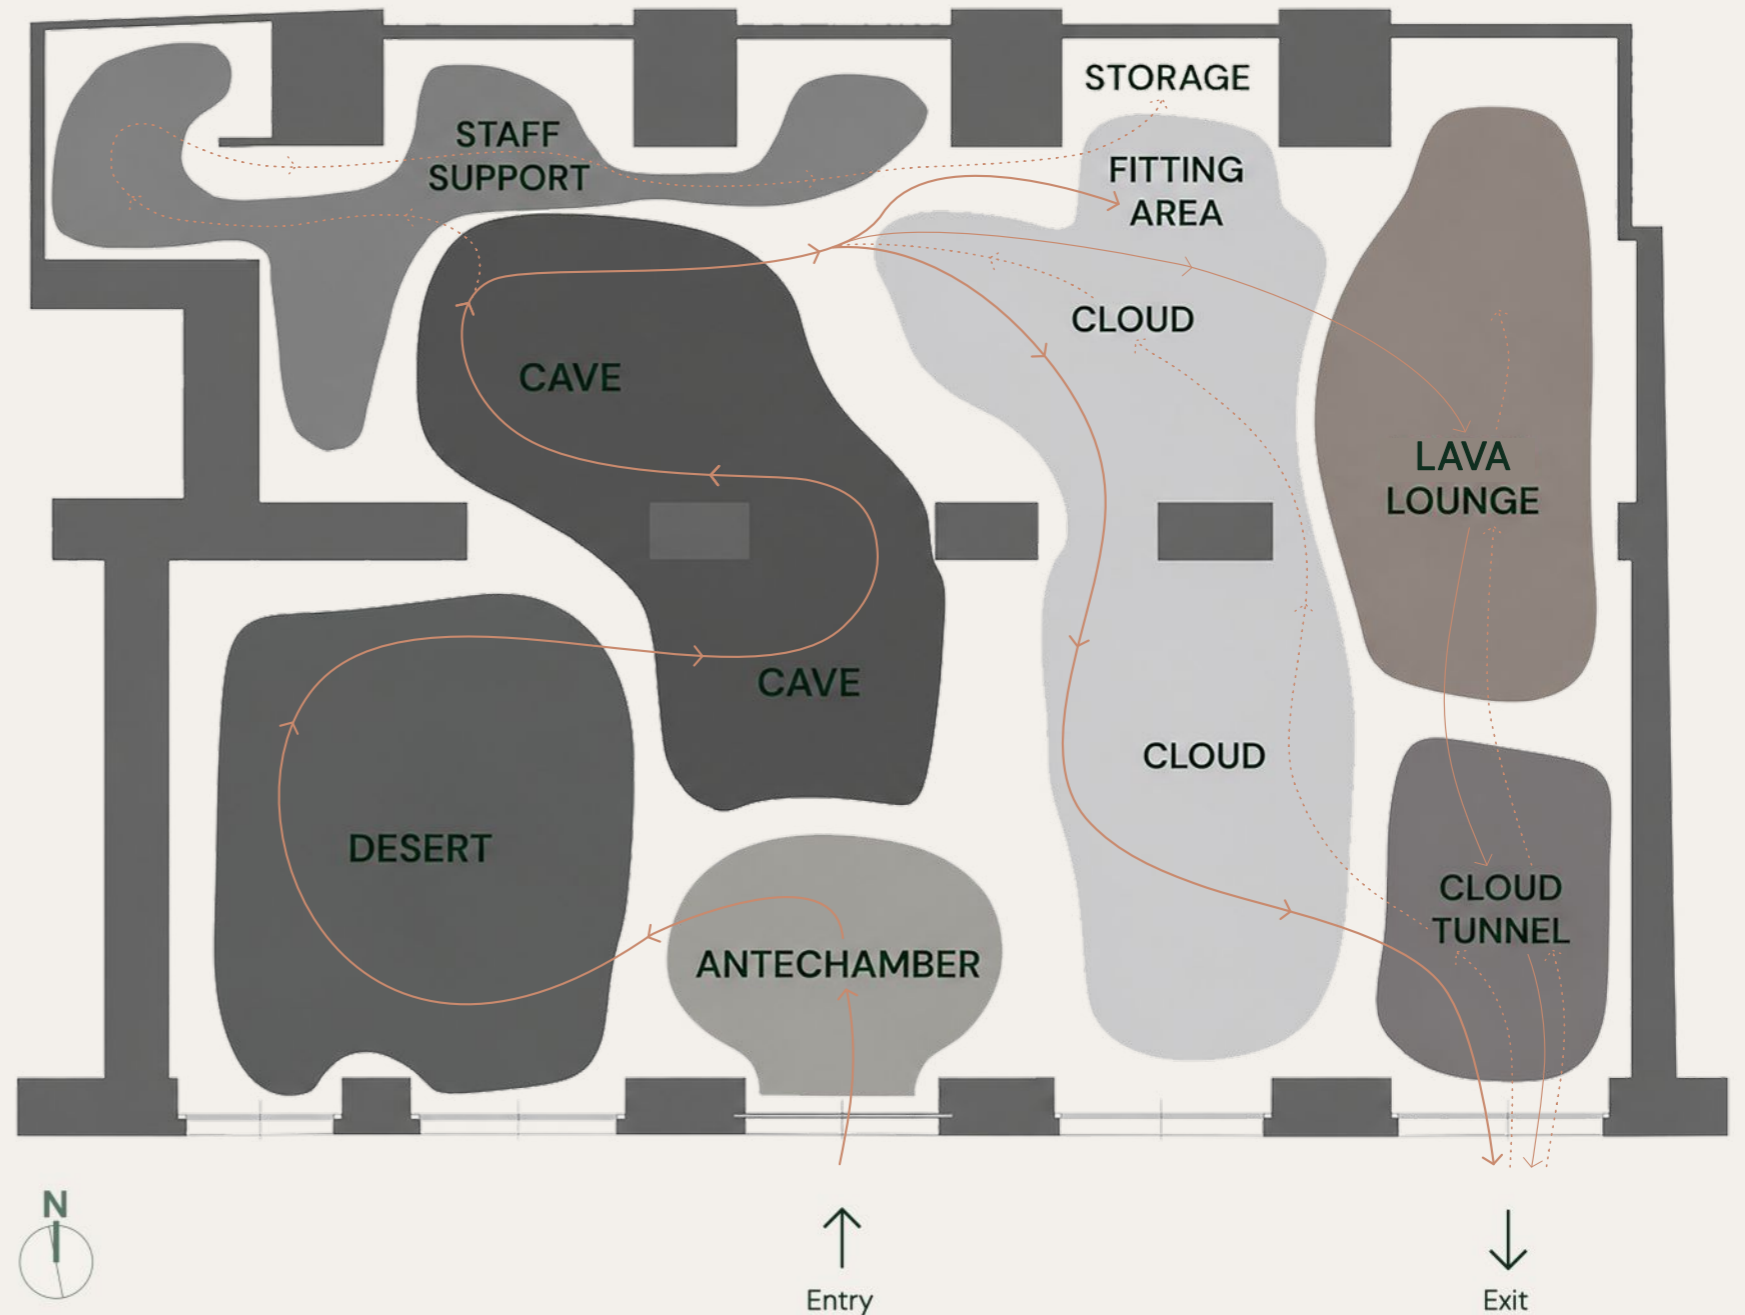 STORAGE
STAFF
SUPPORT
FITTING
AREA
CLOUD
CAVE
LAVA
LOUNGE
CAVE
CLOUD
DESERT
CLOUD
TUNNEL
ANTECHAMBER
N
Entry
Exit